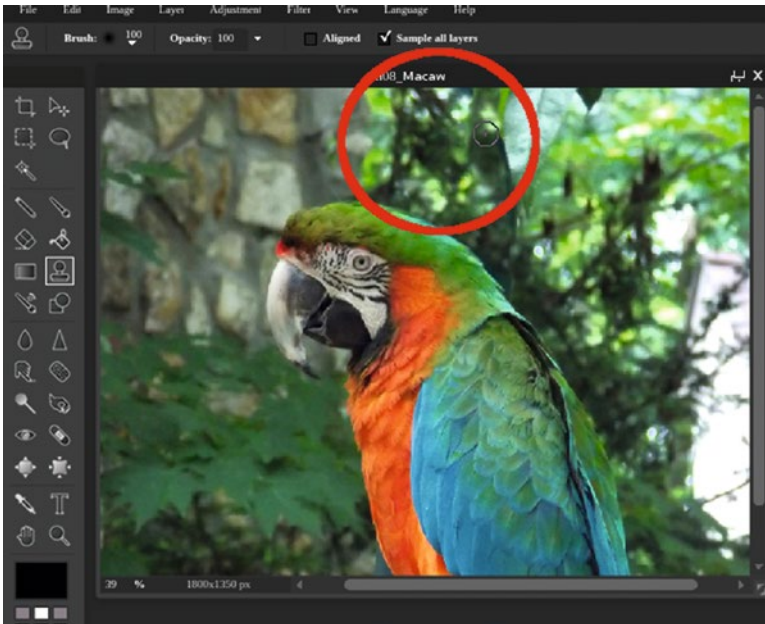 File Edit Image Layer Adjustment Filter View Language Help
Brush: 100 Opacity: 100 Aligned Sample all layers
08_Macaw
39 % 1800x1350 px